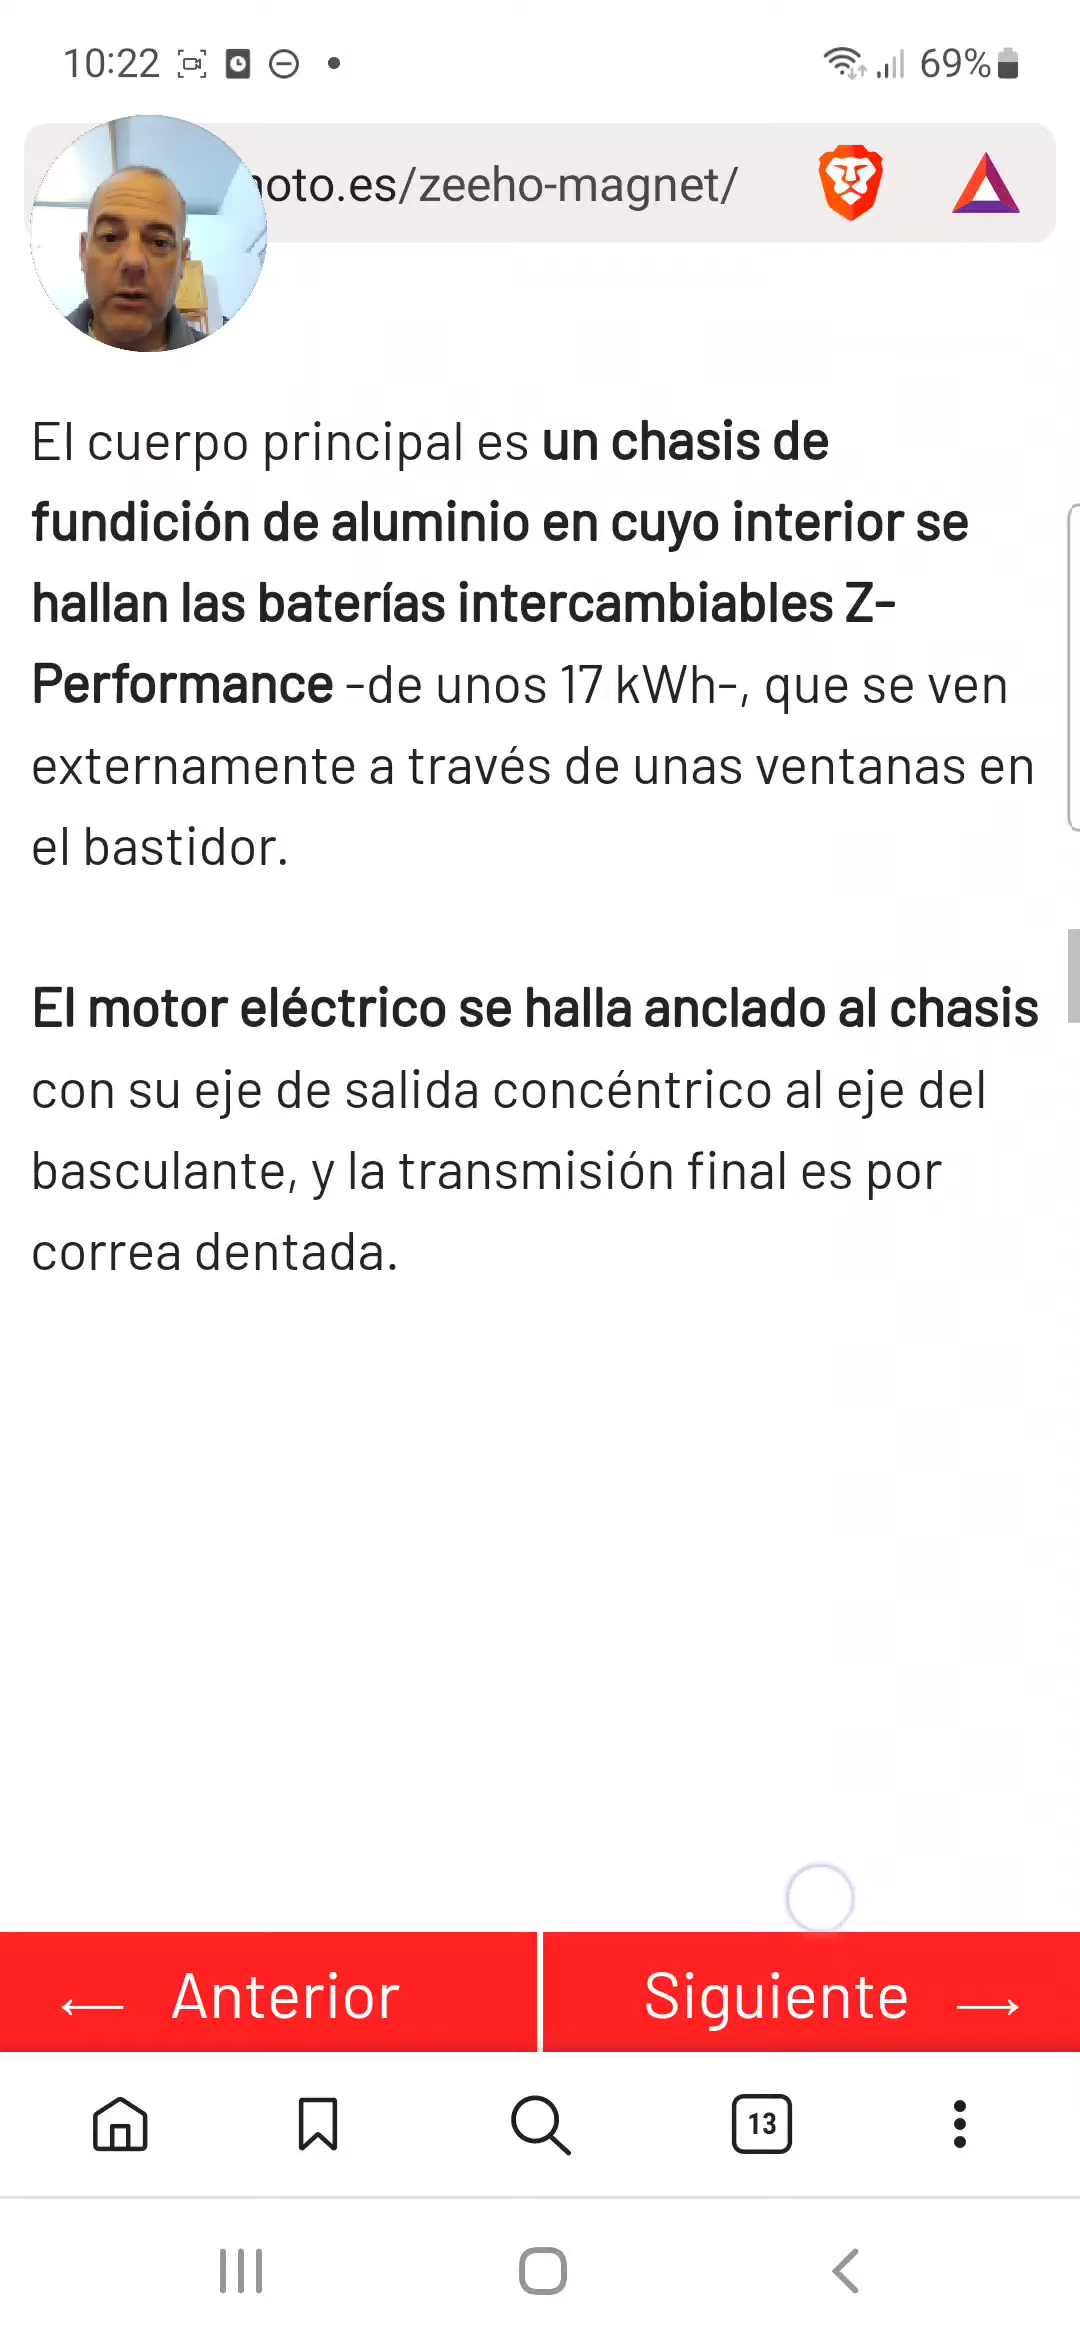 10:22
69%
oto.es/zeeho-magnet/
El cuerpo principal es un chasis de
fundición de aluminio en cuyo interior se
hallan las baterías intercambiables Z-
Performance -de unos 17 kWh-, que se ven
externamente a través de unas ventanas en
el bastidor.
El motor eléctrico se halla anclado al chasis
con su eje de salida concéntrico al eje del
basculante, y la transmisión final es por
correa dentada.
← Anterior
Siguiente →
13